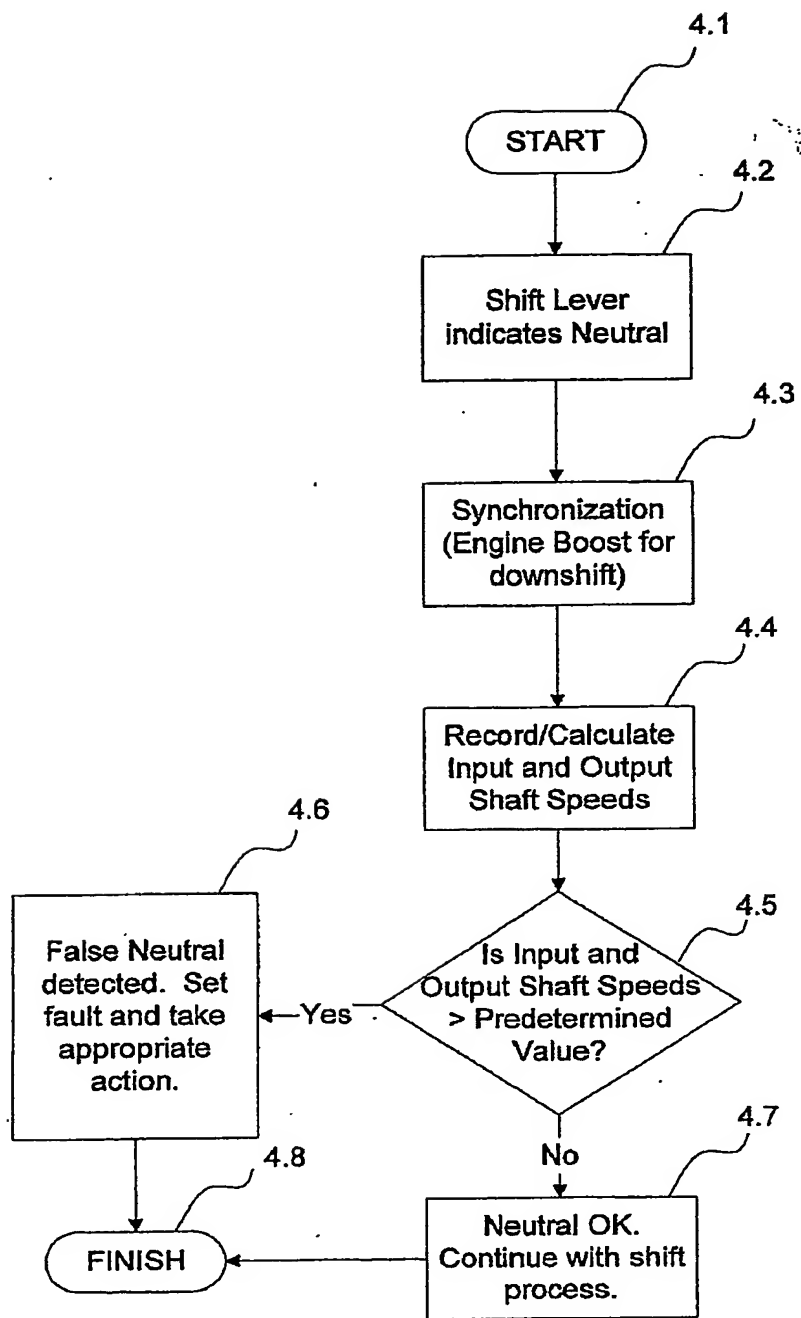 4.1
START
4.2
Shift Lever
indicates Neutral
4.3
Synchronization
(Engine Boost for
downshift)
4.4
Record/Calculate
Input and Output
Shaft Speeds
4.5
Is Input and
Output Shaft Speeds
> Predetermined
Value?
Yes
4.6
False Neutral
detected. Set
fault and take
appropriate
action.
No
4.7
Neutral OK.
Continue with shift
process.
4.8
FINISH